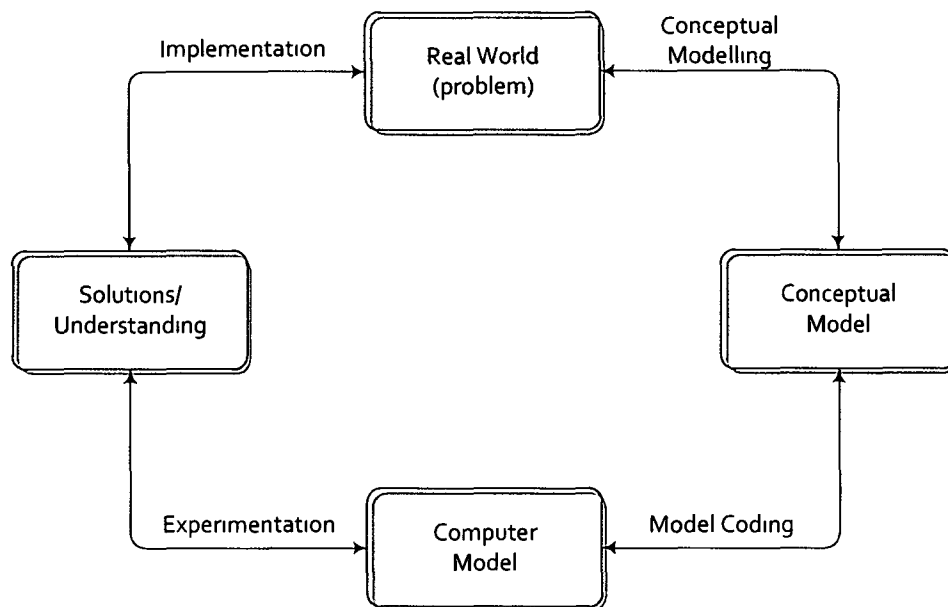 Implementation
Real World
(problem)
Conceptual
Modelling
Solutions/
Understanding
Conceptual
Model
Experimentation
Computer
Model
Model Coding